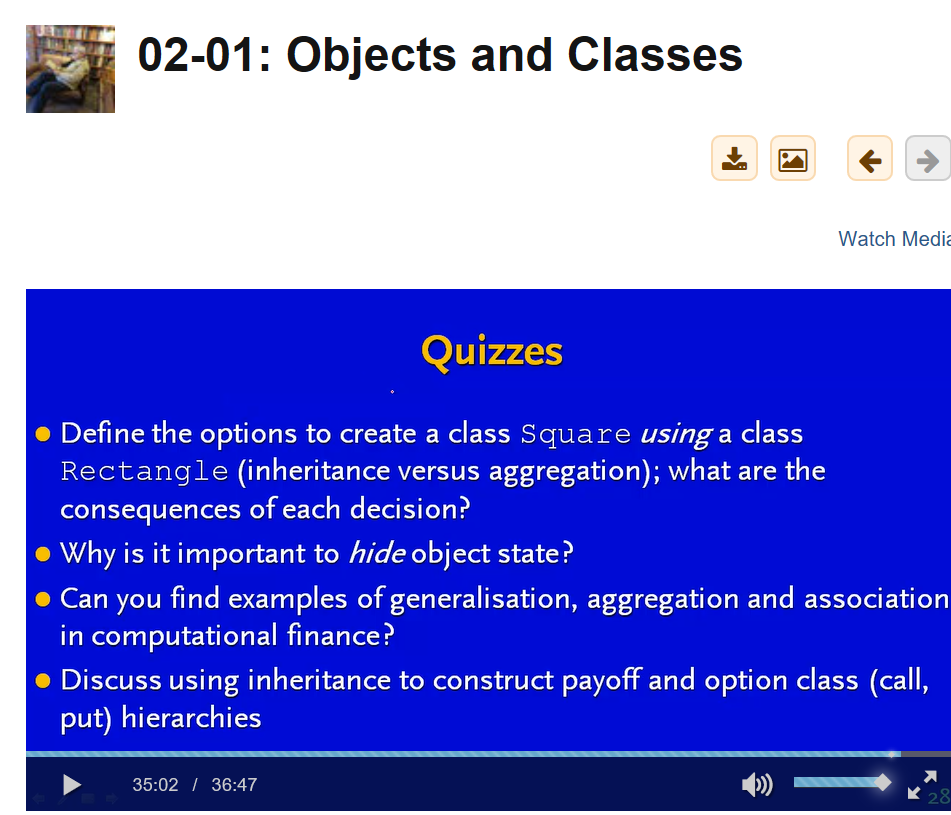 02-01: Objects and Classes
Watch Media
Quizzes
Define the options to create a class Square using a class
Rectangle (inheritance versus aggregation); what are the
consequences of each decision?
Why is it important to hide object state?
Can you find examples of generalisation, aggregation and association
in computational finance?
Discuss using inheritance to construct payoff and option class (call,
put) hierarchies
35:02 / 36:47
28